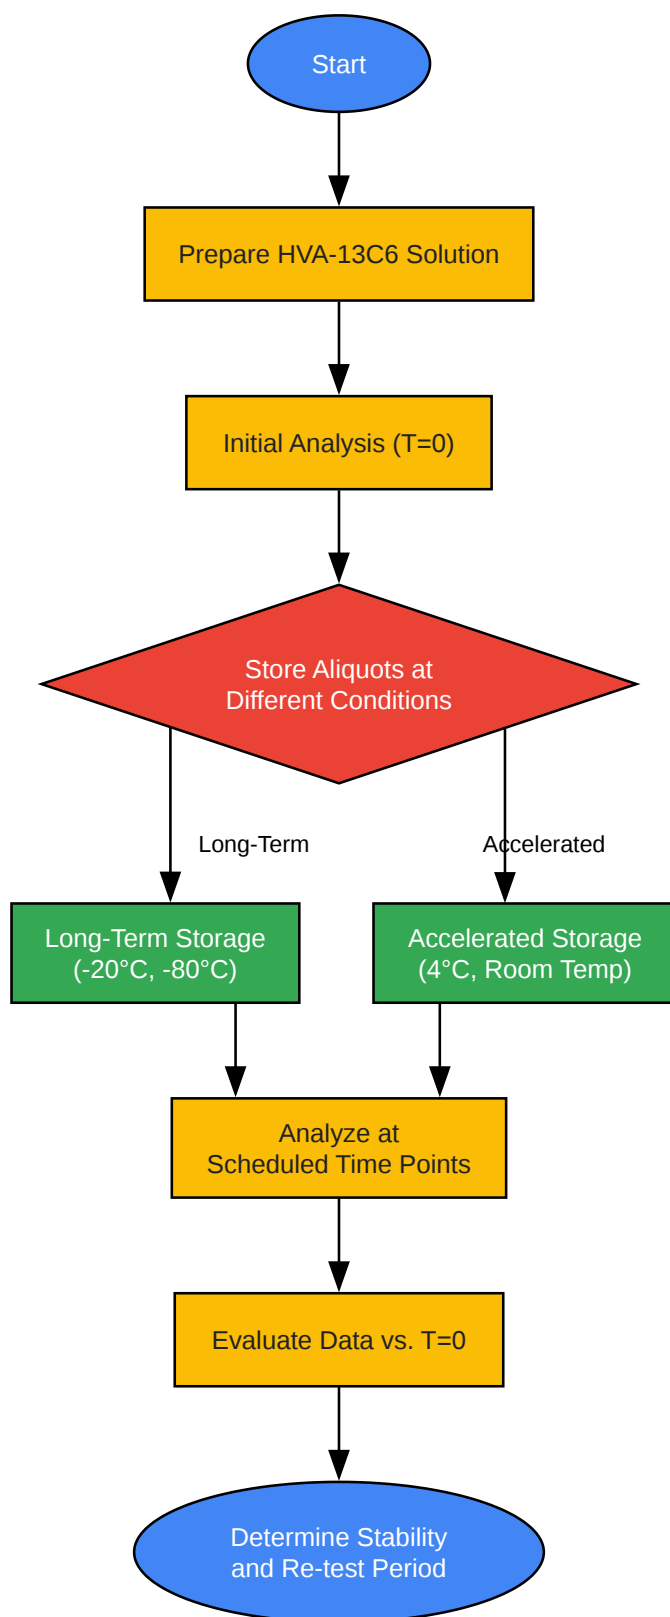 Start
Prepare HVA-13C6 Solution
Initial Analysis (T=0)
Store Aliquots at
Different Conditions
Long-Term
Accelerated
Long-Term Storage
(-20°C, -80°C)
Accelerated Storage
(4°C, Room Temp)
Analyze at
Scheduled Time Points
Evaluate Data vs. T=0
Determine Stability
and Re-test Period